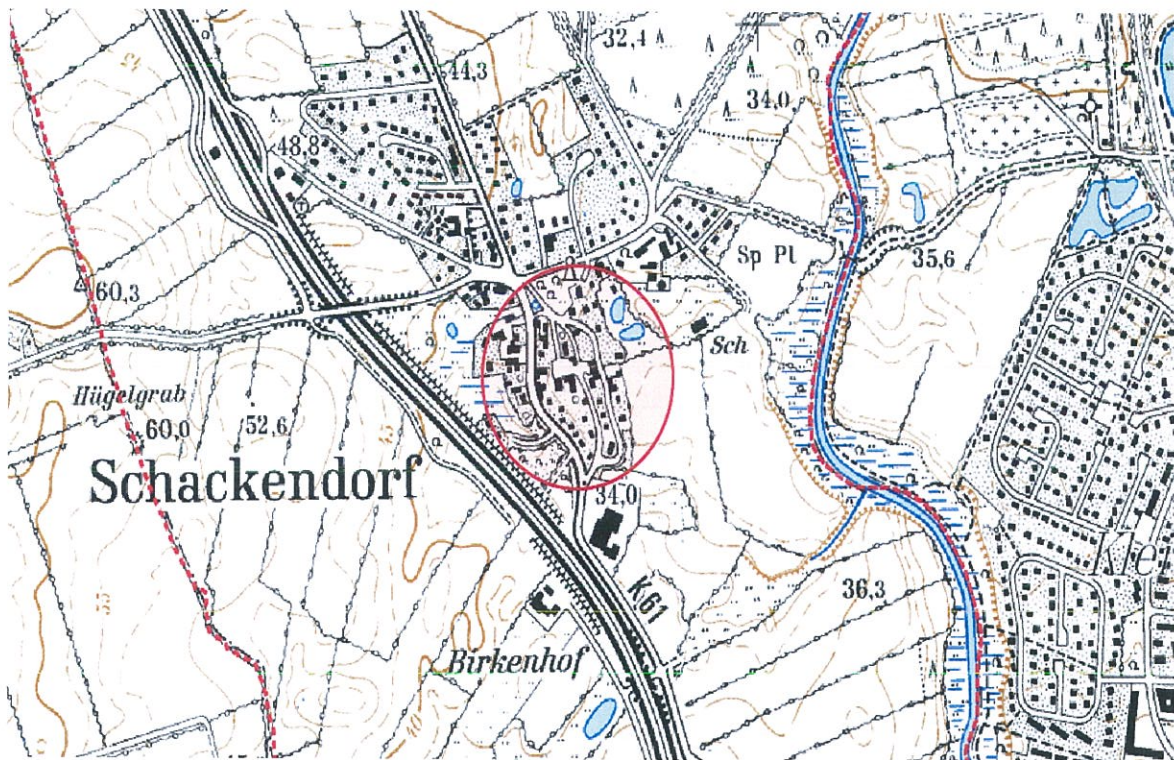 32,4
44,3
34,0
48,8
Sp Pl
35,6
60,3
Sch
Hügelgrab
60,0
52,6
Schackendorf
34,0
K61
36,3
Birkenhof